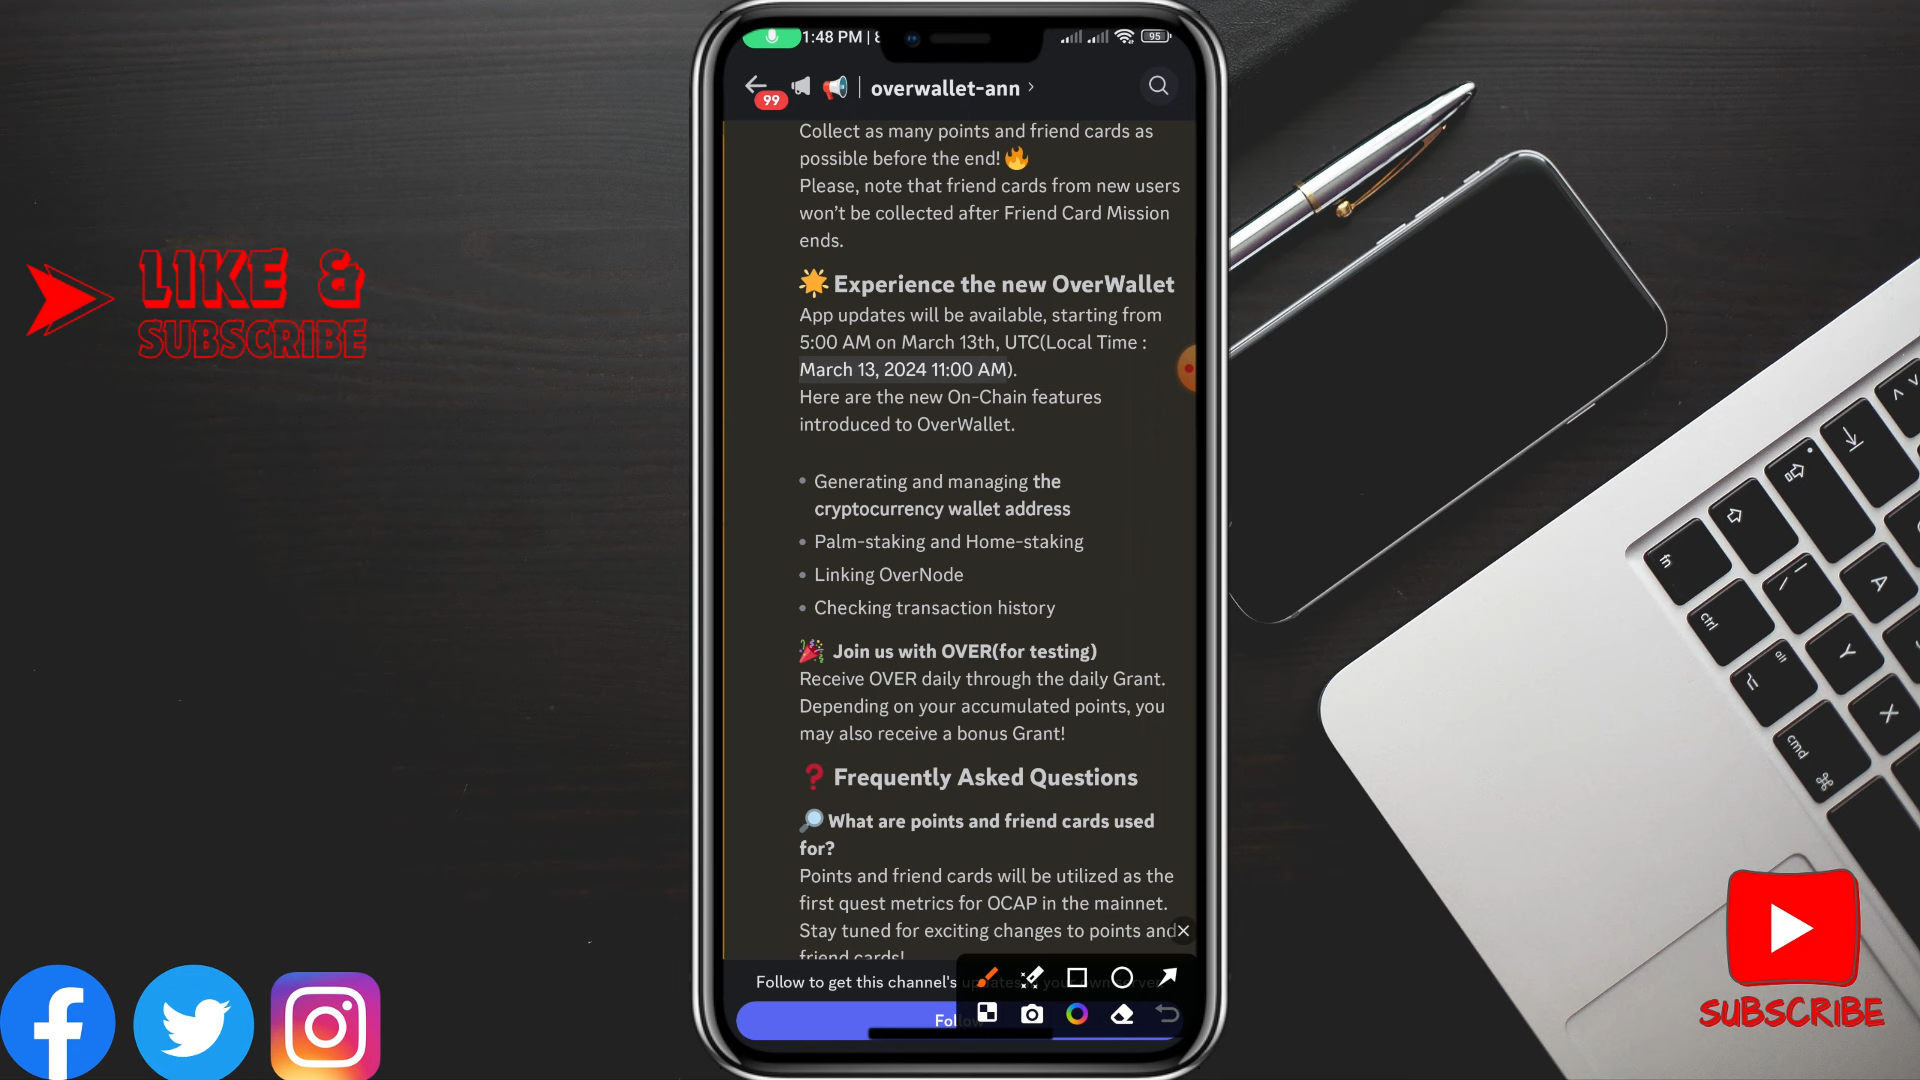 1:48 PM |
95
99
overwallet-ann
Collect as many points and friend cards as
possible before the end! 🔥
Please, note that friend cards from new users
won't be collected after Friend Card Mission
ends.
🌟 Experience the new OverWallet
App updates will be available, starting from
5:00 AM on March 13th, UTC(Local Time :
March 13, 2024 11:00 AM).
Here are the new On-Chain features
introduced to OverWallet.
• Generating and managing the
cryptocurrency wallet address
• Palm-staking and Home-staking
• Linking OverNode
• Checking transaction history
🎉 Join us with OVER(for testing)
Receive OVER daily through the daily Grant.
Depending on your accumulated points, you
may also receive a bonus Grant!
❓ Frequently Asked Questions
🔎 What are points and friend cards used
for?
Points and friend cards will be utilized as the
first quest metrics for OCAP in the mainnet.
Stay tuned for exciting changes to points and
friend cards!
Follow to get this channel's
LIKE &
SUBSCRIBE
SUBSCRIBE
fn
ctrl
alt
cmd
A
Y
X